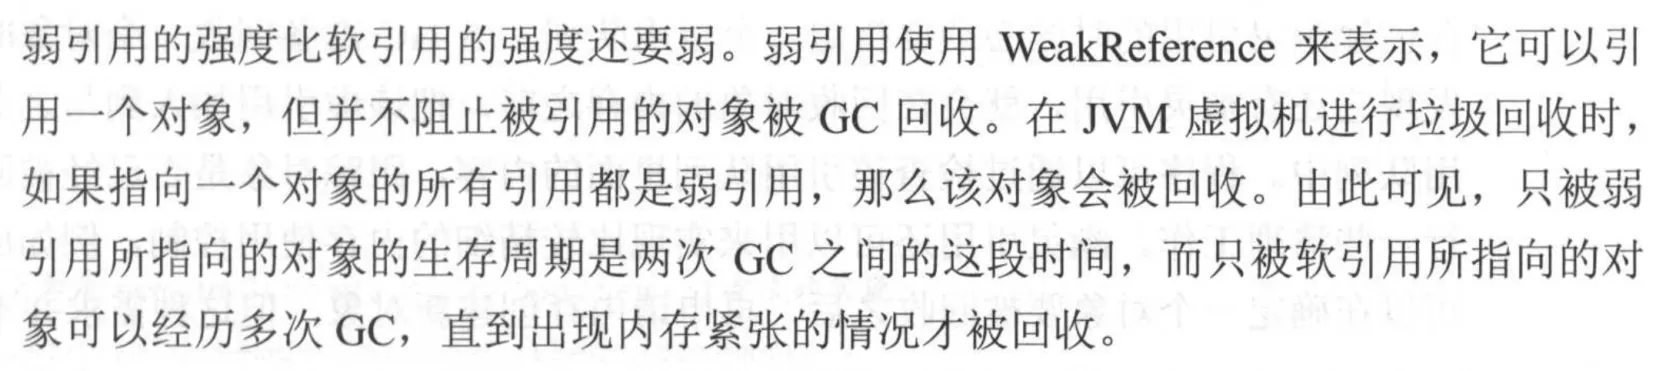 弱引用的强度比软引用的强度还要弱。弱引用使用 WeakReference 来表示，它可以引
用一个对象，但并不阻止被引用的对象被 GC 回收。在 JVM 虚拟机进行垃圾回收时，
如果指向一个对象的所有引用都是弱引用，那么该对象会被回收。由此可见，只被弱
引用所指向的对象的生存周期是两次 GC 之间的这段时间，而只被软引用所指向的对
象可以经历多次 GC，直到出现内存紧张的情况才被回收。